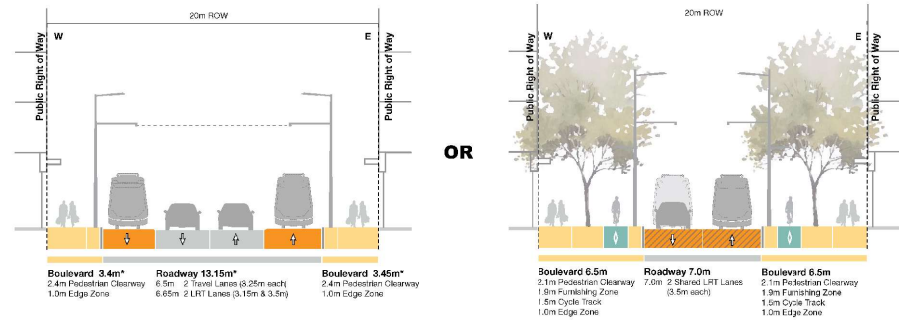 20m ROW
W
E
Public Right of Way
Public Right of Way
Boulevard 3.4m*
2.4m Pedestrian Clearway
1.0m Edge Zone
Roadway 13.15m*
6.5m 2 Travel Lanes (3.25m each)
6.65m 2 LRT Lanes (3.15m & 3.5m)
Boulevard 3.45m*
2.4m Pedestrian Clearway
1.0m Edge Zone
OR
20m ROW
W
E
Public Right of Way
Public Right of Way
Boulevard 6.5m
2.1m Pedestrian Clearway
1.9m Furnishing Zone
1.5m Cycle Track
1.0m Edge Zone
Roadway 7.0m
7.0m 2 Shared LRT Lanes
(3.5m each)
Boulevard 6.5m
2.1m Pedestrian Clearway
1.9m Furnishing Zone
1.5m Cycle Track
1.0m Edge Zone